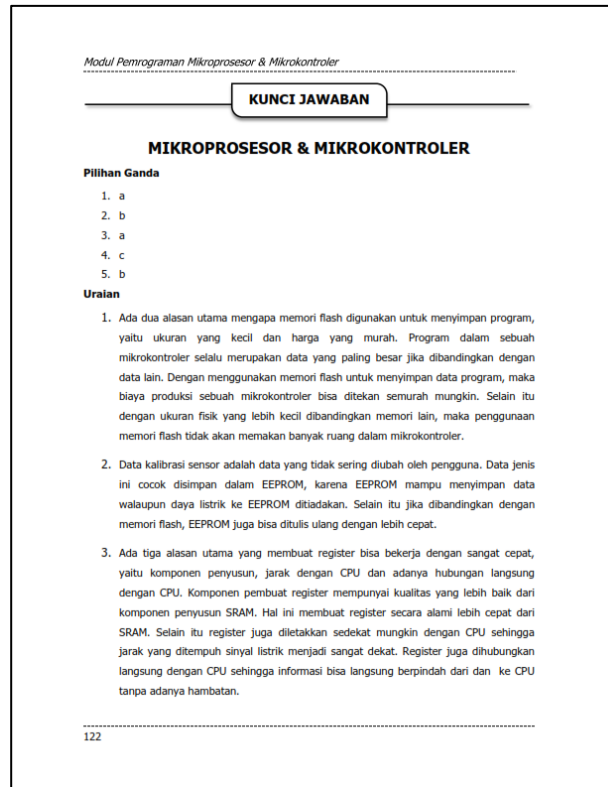 Modul Pemrograman Mikroprosesor & Mikrokontroler
KUNCI JAWABAN
MIKROPROSESOR & MIKROKONTROLER
Pilihan Ganda
1. a
2. b
3. a
4. c
5. b
Uraian
1. Ada dua alasan utama mengapa memori flash digunakan untuk menyimpan program,
yaitu ukuran yang kecil dan harga yang murah. Program dalam sebuah
mikrokontroler selalu merupakan data yang paling besar jika dibandingkan dengan
data lain. Dengan menggunakan memori flash untuk menyimpan data program, maka
biaya produksi sebuah mikrokontroler bisa ditekan semurah mungkin. Selain itu
dengan ukuran fisik yang lebih kecil dibandingkan memori lain, maka penggunaan
memori flash tidak akan memakan banyak ruang dalam mikrokontroler.
2. Data kalibrasi sensor adalah data yang tidak sering diubah oleh pengguna. Data jenis
ini cocok disimpan dalam EEPROM, karena EEPROM mampu menyimpan data
walaupun daya listrik ke EEPROM ditiadakan. Selain itu jika dibandingkan dengan
memori flash, EEPROM juga bisa ditulis ulang dengan lebih cepat.
3. Ada tiga alasan utama yang membuat register bisa bekerja dengan sangat cepat,
yaitu komponen penyusun, jarak dengan CPU dan adanya hubungan langsung
dengan CPU. Komponen pembuat register mempunyai kualitas yang lebih baik dari
komponen penyusun SRAM. Hal ini membuat register secara alami lebih cepat dari
SRAM. Selain itu register juga diletakkan sedekat mungkin dengan CPU sehingga
jarak yang ditempuh sinyal listrik menjadi sangat dekat. Register juga dihubungkan
langsung dengan CPU sehingga informasi bisa langsung berpindah dari dan ke CPU
tanpa adanya hambatan.
122